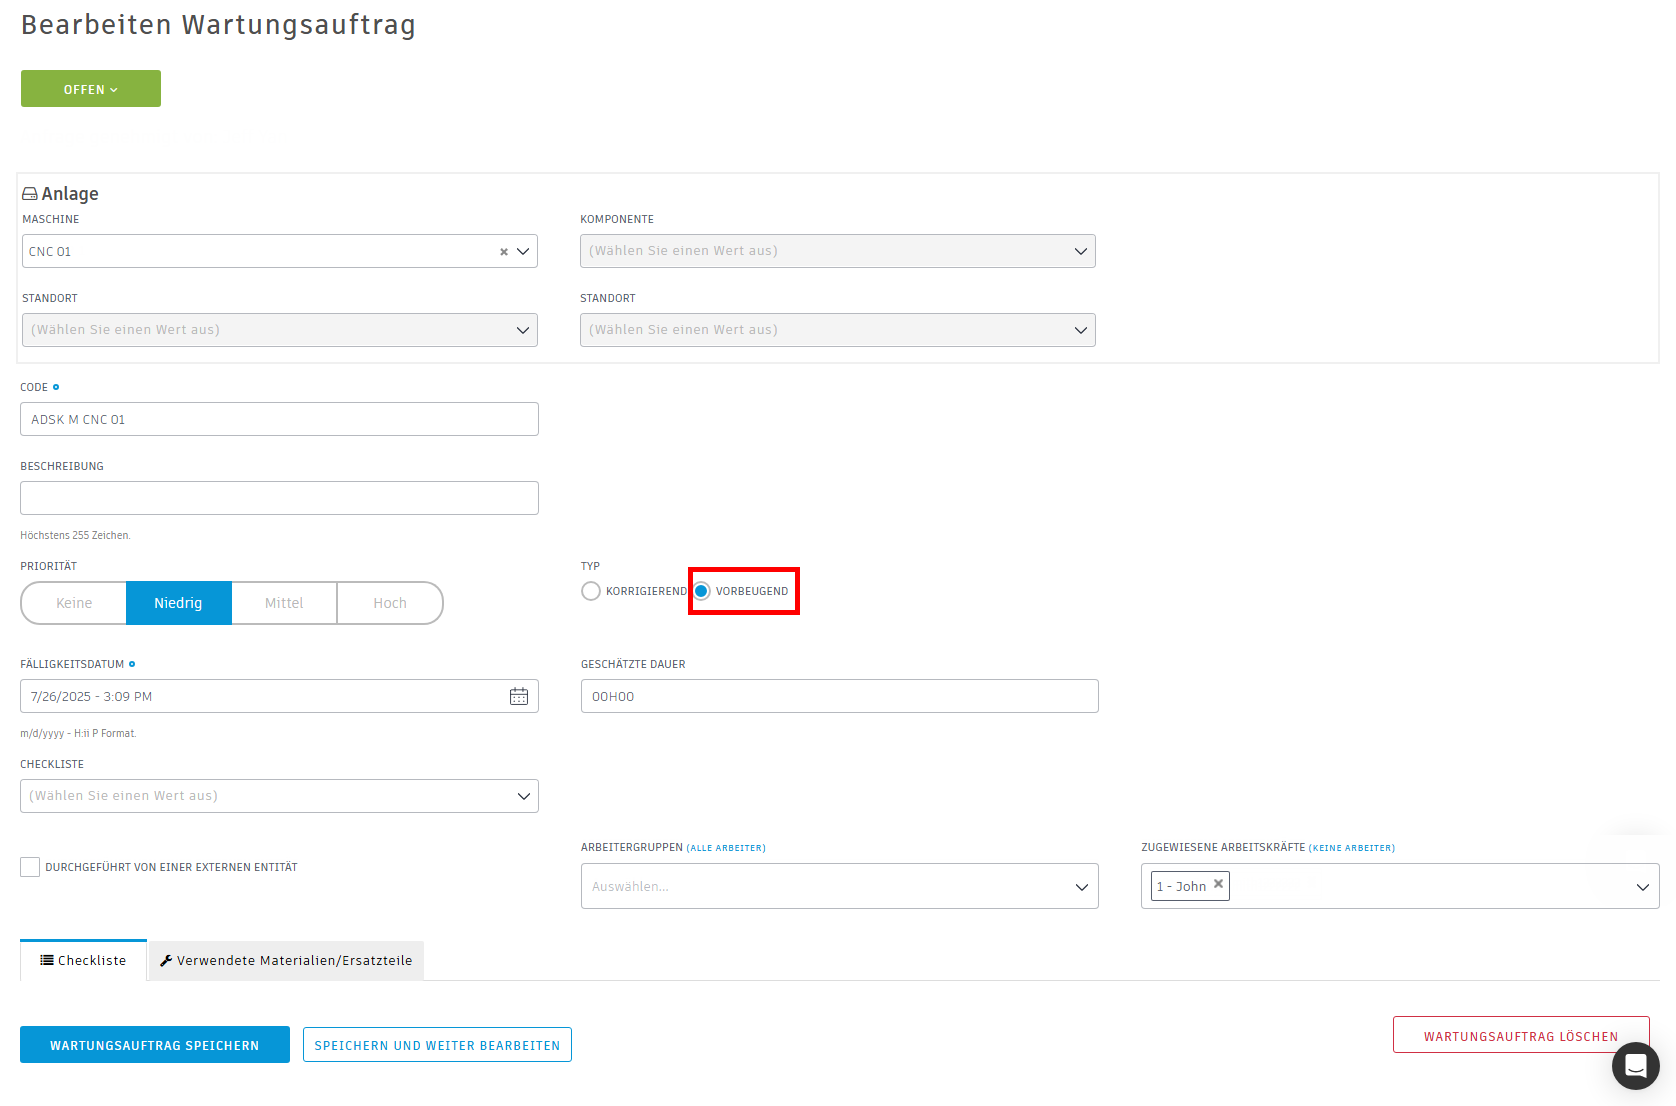 Bearbeiten Wartungsauftrag
OFFEN
Anlage
MASCHINE
KOMPONENTE
CNC 01
(Wählen Sie einen Wert aus)
STANDORT
STANDORT
(Wählen Sie einen Wert aus)
(Wählen Sie einen Wert aus)
CODE
ADSK M CNC 01
BESCHREIBUNG
Höchstens 255 Zeichen.
PRIORITÄT
TYP
Keine
Niedrig
Mittel
Hoch
KORRIGIEREND
VORBEUGEND
FÄLLIGKEITSDATUM
GESCHÄTZTE DAUER
7/26/2025 - 3:09 PM
00H00
m/d/yyyy - H:ii P Format.
CHECKLISTE
(Wählen Sie einen Wert aus)
DURCHGEFÜHRT VON EINER EXTERNEN ENTITÄT
ARBEITERGRUPPEN (ALLE ARBEITER)
ZUGEWIESENE ARBEITSKRÄFTE (KEINE ARBEITER)
Auswählen...
1 - John
Checkliste
Verwendete Materialien/Ersatzteile
WARTUNGSAUFTRAG SPEICHERN
SPEICHERN UND WEITER BEARBEITEN
WARTUNGSAUFTRAG LÖSCHEN